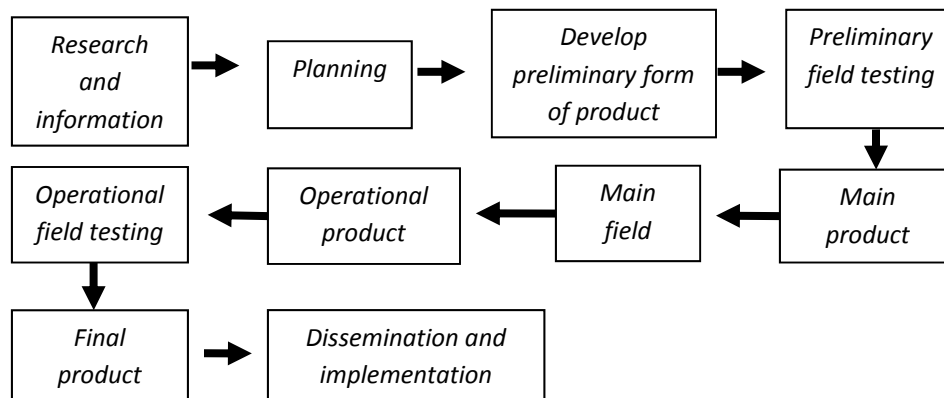 Research
and
information
Planning
Develop
preliminary form
of product
Preliminary
field testing
Main
product
Main
field
Operational
product
Operational
field testing
Final
product
Dissemination and
implementation